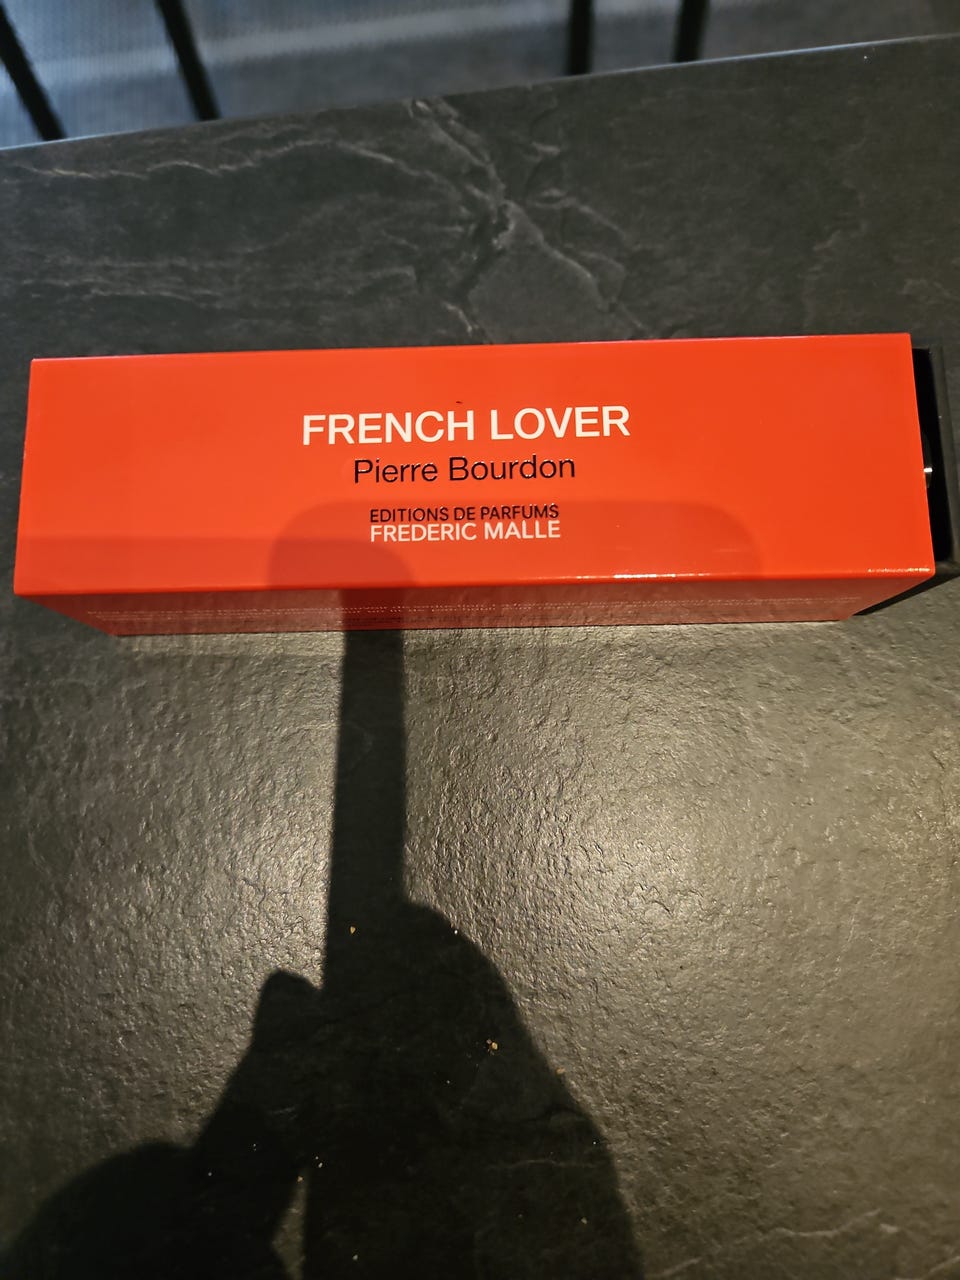 FRENCH LOVER
Pierre Bourdon
EDITIONS DE PARFUMS
FREDERIC MALLE